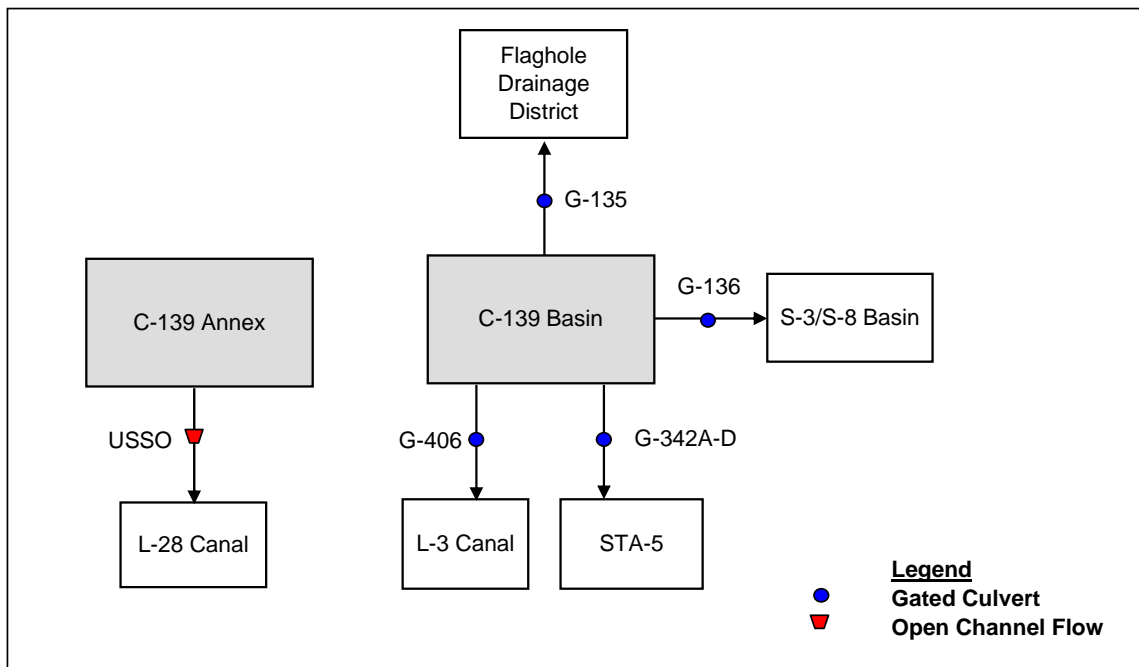 Flaghole
Drainage
District
G-135
G-136
C-139 Annex
C-139 Basin
S-3/S-8 Basin
USSO
G-406
G-342A-D
L-28 Canal
L-3 Canal
STA-5
Legend
Gated Culvert
Open Channel Flow